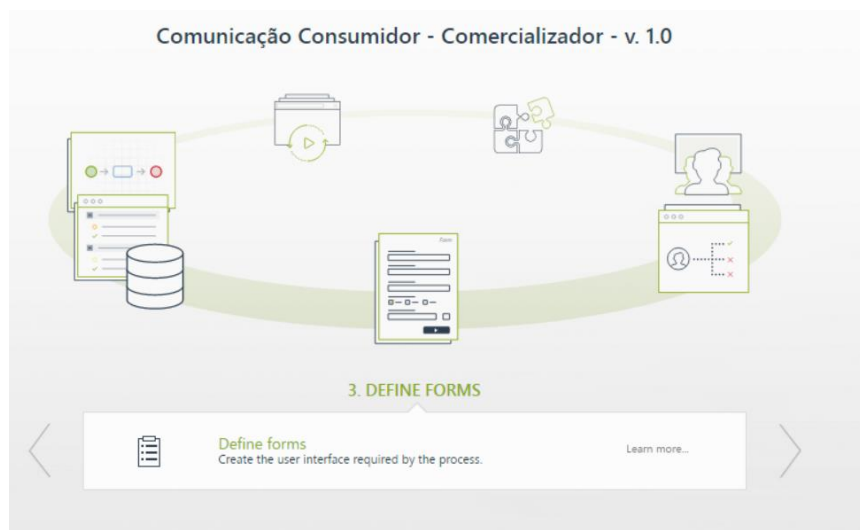 Comunicação Consumidor - Comercializador - v. 1.0
Form
3. DEFINE FORMS
Define forms
Create the user interface required by the process.
Learn more...